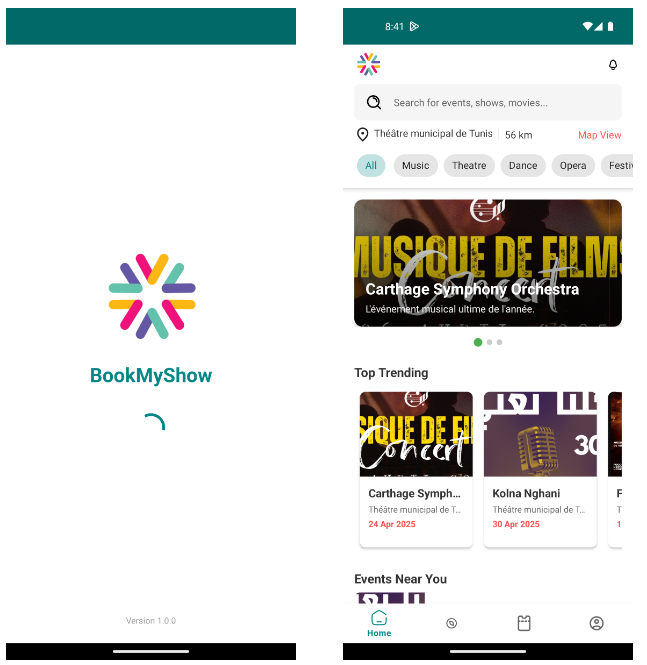 BookMyShow
Version 1.0.0
8:41
Search for events, shows, movies...
Théâtre municipal de Tunis
56 km
Map View
All
Music
Theatre
Dance
Opera
Festiv
MUSIQUE DE FILMS
Concert
Carthage Symphony Orchestra
L'événement musical ultime de l'année.
Top Trending
SIQUE DE FI
Concert
30
Carthage Symph...
Kolna Nghani
F
Théâtre municipal de T...
Théâtre municipal de T...
T
24 Apr 2025
30 Apr 2025
1
Events Near You
Home